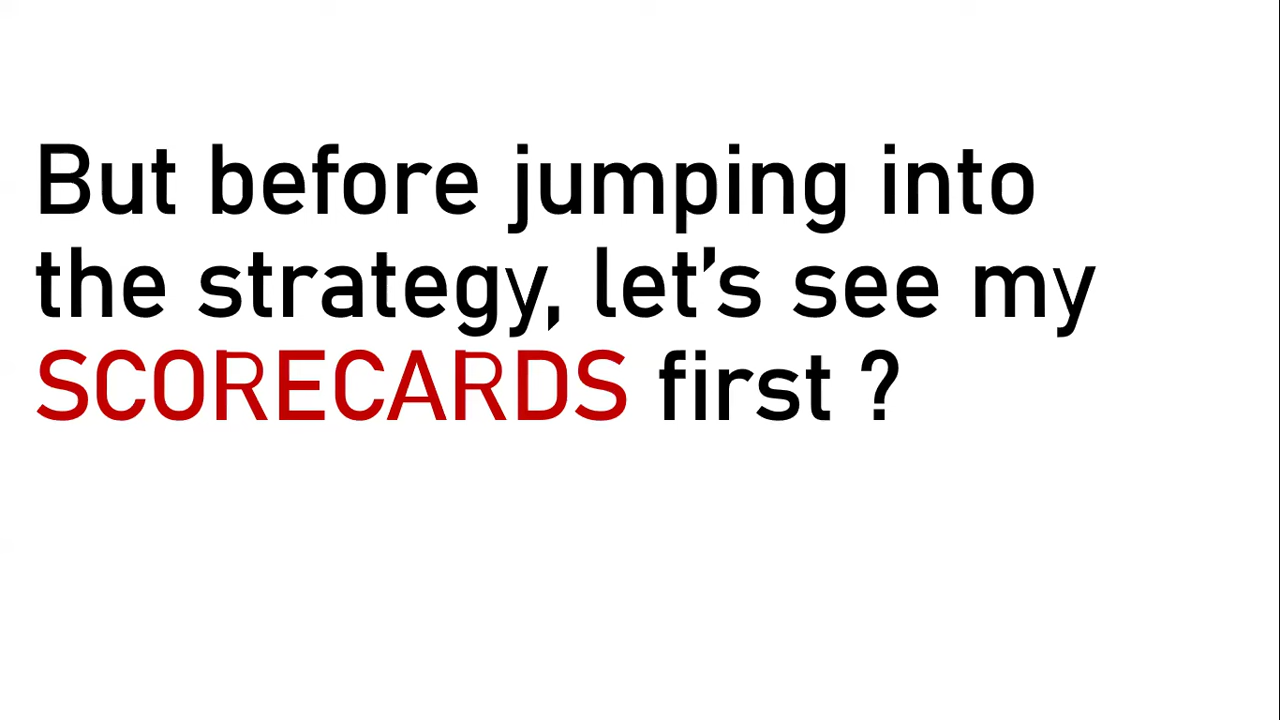 But before jumping into
the strategy, let’s see my
SCORECARDS first ?